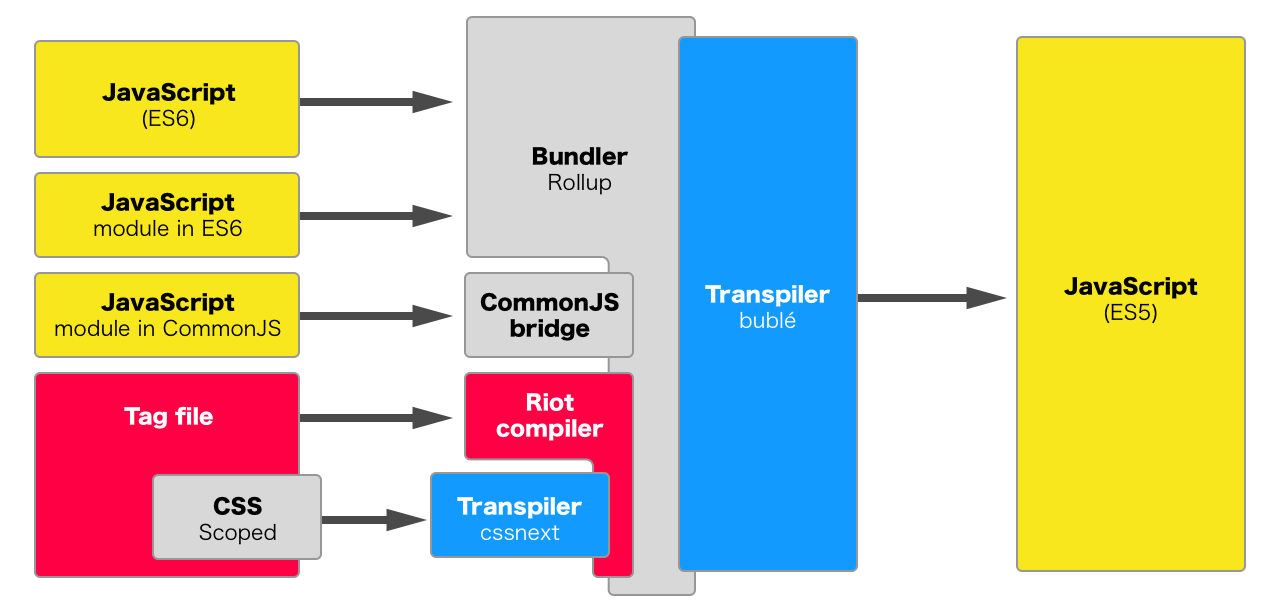 JavaScript
(ES6)
JavaScript
module in ES6
JavaScript
module in CommonJS
Tag file
CSS
Scoped
Bundler
Rollup
CommonJS
bridge
Riot
compiler
Transpiler
cssnext
Transpiler
bublé
JavaScript
(ES5)